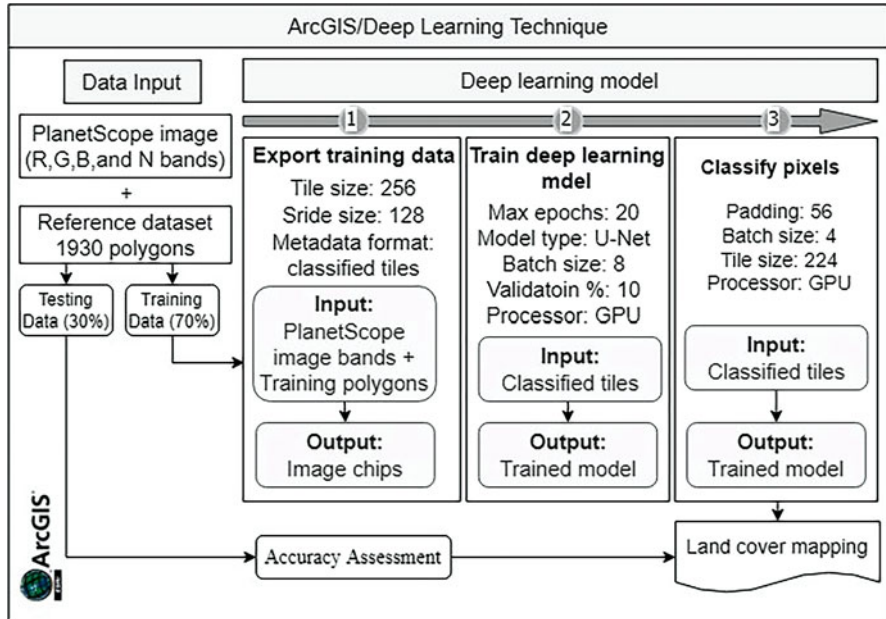 ArcGIS/Deep Learning Technique
Data Input
Deep learning model
PlanetScope image
(R,G,B,and N bands)
+
Reference dataset
1930 polygons
Testing
Data (30%)
Training
Data (70%)
1
Export training data
Tile size: 256
Sride size: 128
Metadata format:
classified tiles
Input:
PlanetScope
image bands +
Training polygons
Output:
Image chips
2
Train deep learning
mdel
Max epochs: 20
Model type: U-Net
Batch size: 8
Validatoin %: 10
Processor: GPU
Input:
Classified tiles
Output:
Trained model
3
Classify pixels
Padding: 56
Batch size: 4
Tile size: 224
Processor: GPU
Input:
Classified tiles
Output:
Trained model
Accuracy Assessment
Land cover mapping
ArcGIS